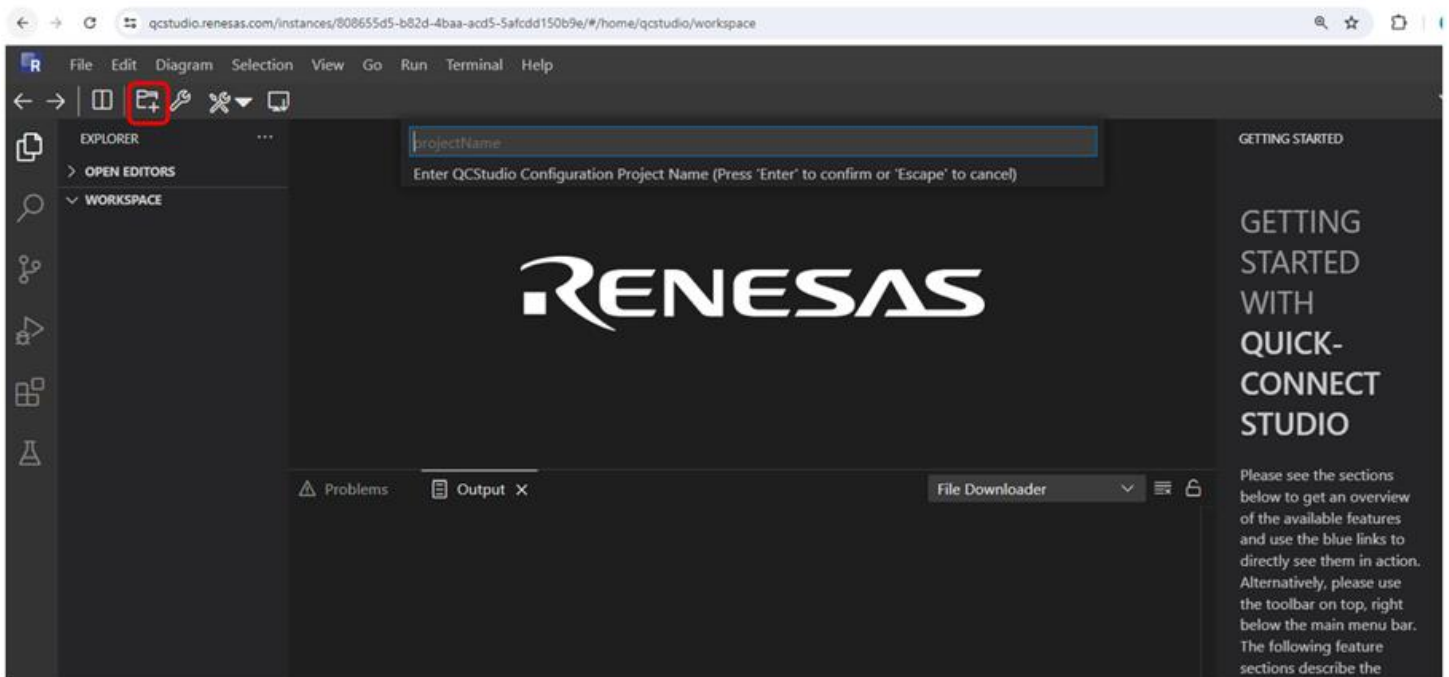 qcstudio.renesas.com/instances/808655d5-b82d-4baa-acd5-5afcdd150b9e/#/home/qcstudio/workspace
R File Edit Diagram Selection View Go Run Terminal Help
EXPLORER ...
OPEN EDITORS
WORKSPACE
projectName
Enter QCStudio Configuration Project Name (Press 'Enter' to confirm or 'Escape' to cancel)
RENESAS
Problems Output File Downloader
GETTING STARTED
GETTING
STARTED
WITH
QUICK-
CONNECT
STUDIO
Please see the sections
below to get an overview
of the available features
and use the blue links to
directly see them in action.
Alternatively, please use
the toolbar on top, right
below the main menu bar.
The following feature
sections describe the